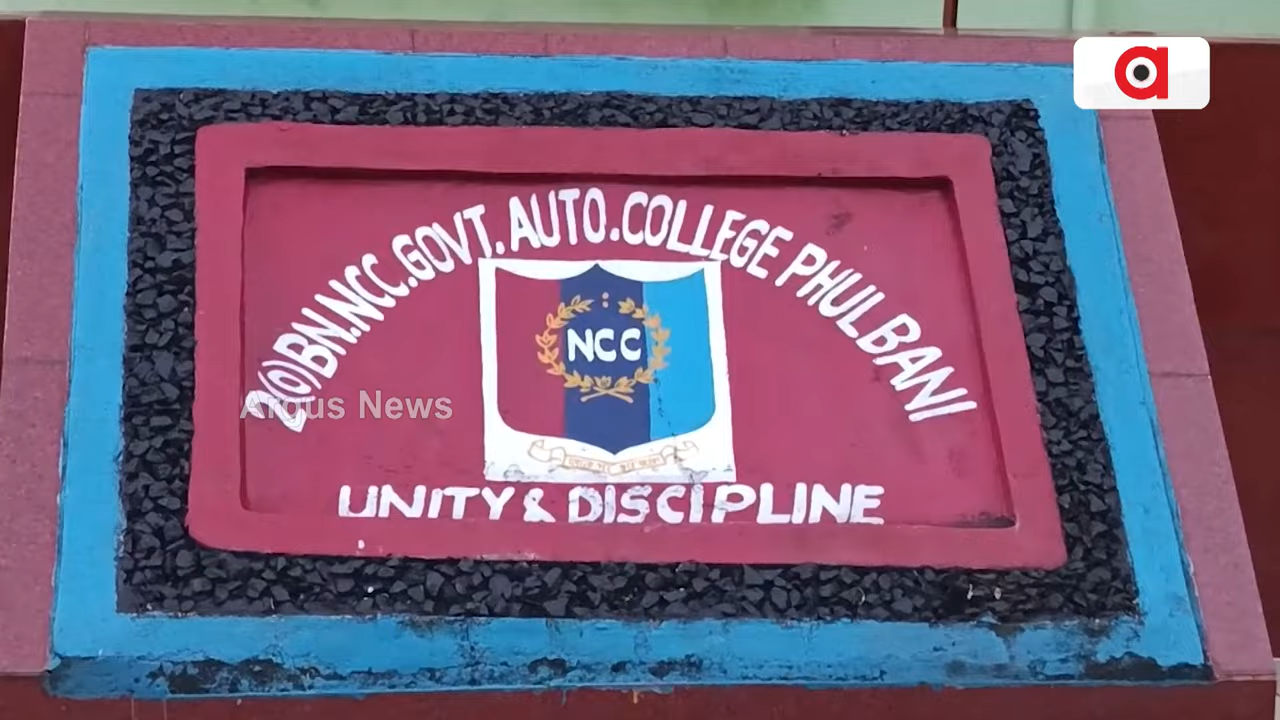 (O)BN.NCC.GOVT. AUTO.COLLEGE PHULBANI
NCC
UNITY & DISCIPLINE
Argus News
a